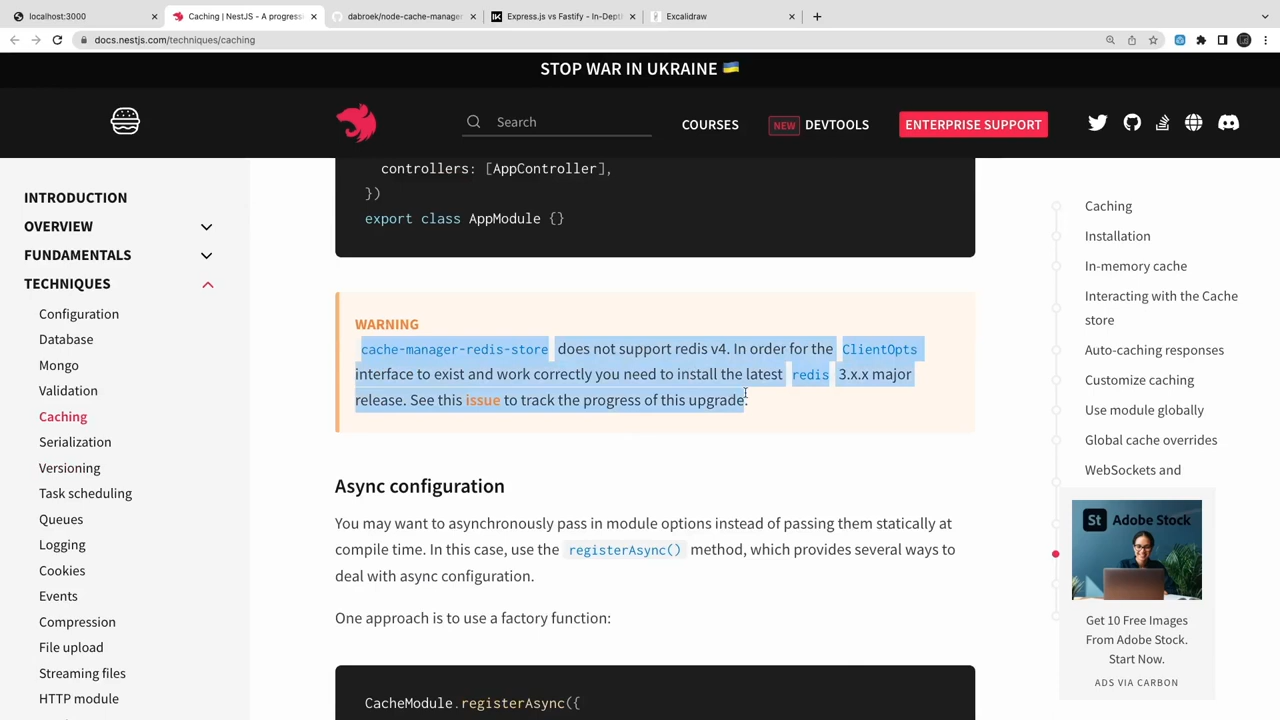 localhost:3000
Caching | NestJS - A progressi
dabroek/node-cache-manager
Express.js vs Fastify - In-Dept
Excalidraw
docs.nestjs.com/techniques/caching
STOP WAR IN UKRAINE 🇺🇦
Search
COURSES
NEW DEVTOOLS
ENTERPRISE SUPPORT
INTRODUCTION
OVERVIEW
FUNDAMENTALS
TECHNIQUES
Configuration
Database
Mongo
Validation
Caching
Serialization
Versioning
Task scheduling
Queues
Logging
Cookies
Events
Compression
File upload
Streaming files
HTTP module
controllers: [AppController],
})
export class AppModule {}
WARNING
cache-manager-redis-store does not support redis v4. In order for the ClientOpts
interface to exist and work correctly you need to install the latest redis 3.x.x major
release. See this issue to track the progress of this upgrade.
Async configuration
You may want to asynchronously pass in module options instead of passing them statically at
compile time. In this case, use the registerAsync() method, which provides several ways to
deal with async configuration.
One approach is to use a factory function:
CacheModule.registerAsync({
Caching
Installation
In-memory cache
Interacting with the Cache
store
Auto-caching responses
Customize caching
Use module globally
Global cache overrides
WebSockets and
St Adobe Stock
Get 10 Free Images
From Adobe Stock.
Start Now.
ADS VIA CARBON